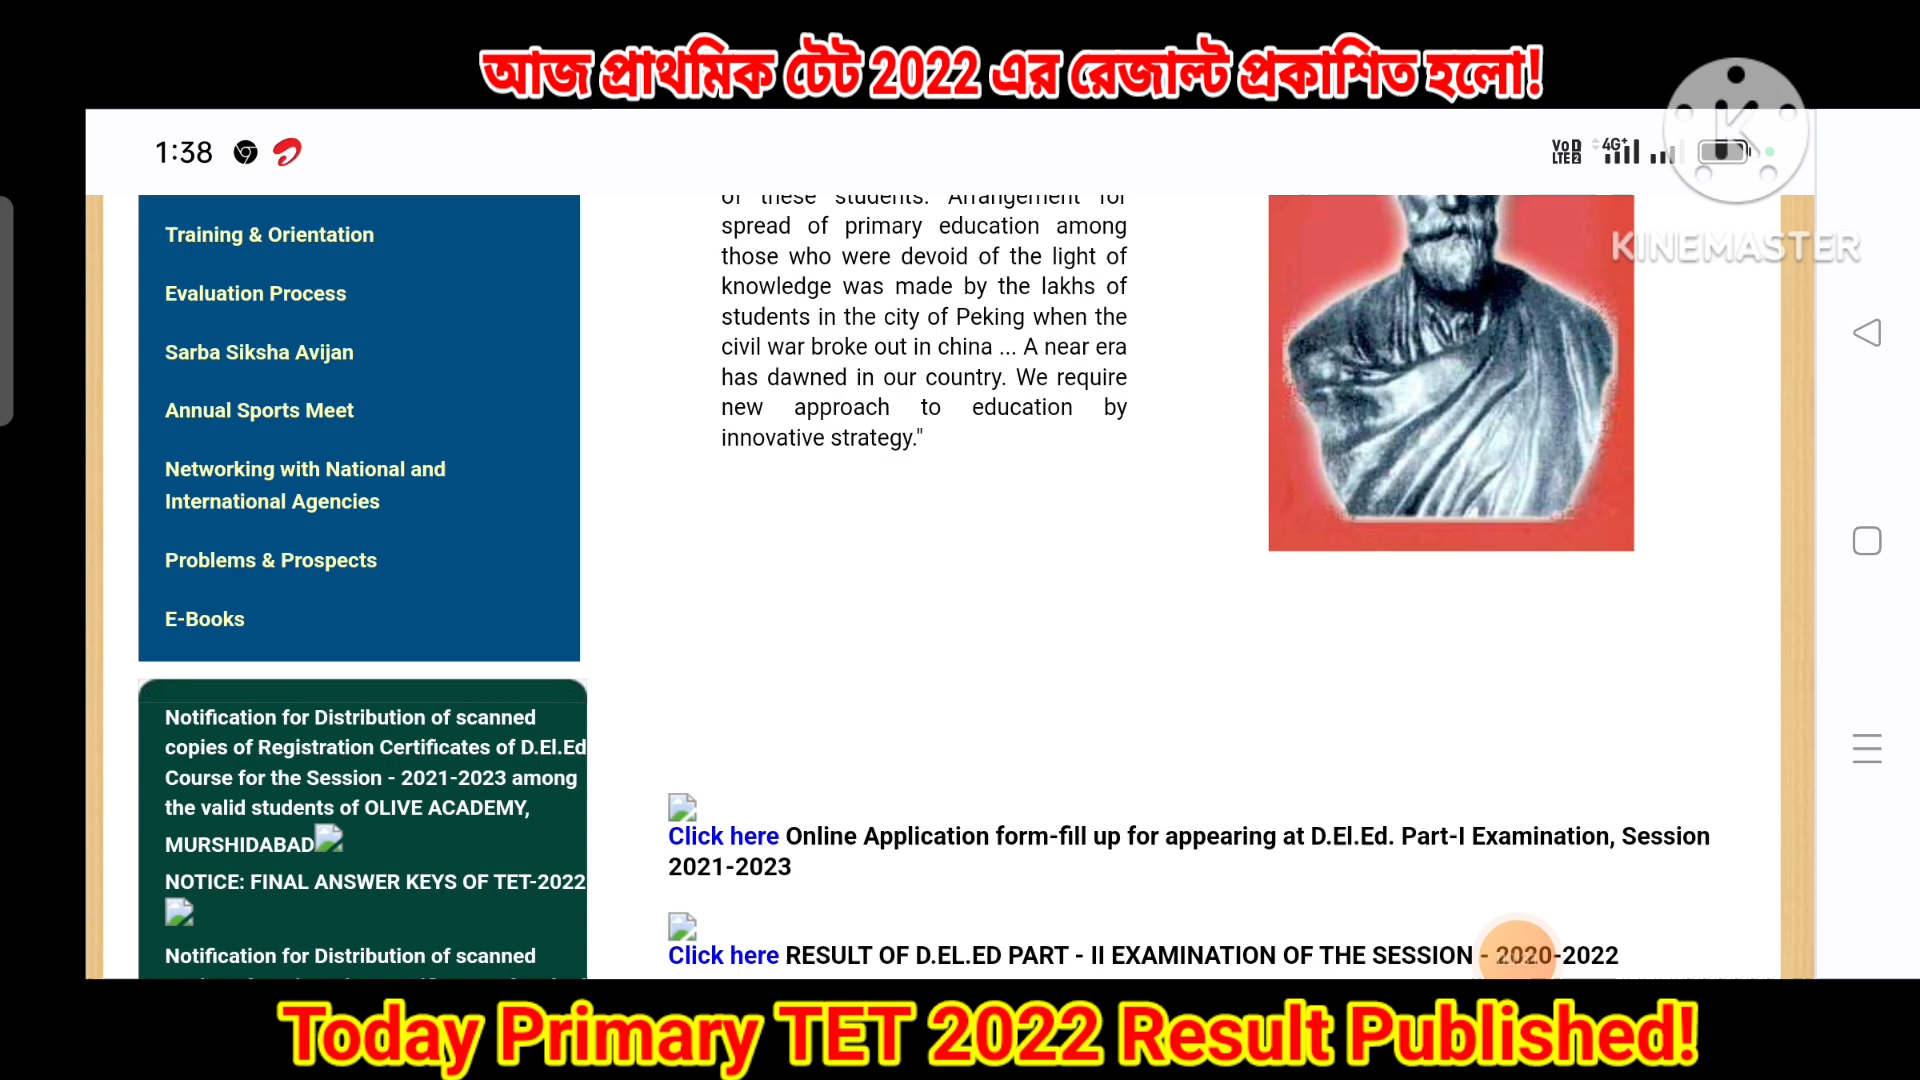 আজ প্রাথমিক টেট 2022 এর রেজাল্ট প্রকাশিত হলো!
1:38
VoD LTE2 4G+
KINEMASTER
Training & Orientation
Evaluation Process
Sarba Siksha Avijan
Annual Sports Meet
Networking with National and
International Agencies
Problems & Prospects
E-Books
of these students. Arrangement for
spread of primary education among
those who were devoid of the light of
knowledge was made by the lakhs of
students in the city of Peking when the
civil war broke out in china ... A near era
has dawned in our country. We require
new approach to education by
innovative strategy."
Notification for Distribution of scanned
copies of Registration Certificates of D.El.Ed
Course for the Session - 2021-2023 among
the valid students of OLIVE ACADEMY,
MURSHIDABAD
NOTICE: FINAL ANSWER KEYS OF TET-2022
Notification for Distribution of scanned
Click here Online Application form-fill up for appearing at D.El.Ed. Part-I Examination, Session
2021-2023
Click here RESULT OF D.EL.ED PART - II EXAMINATION OF THE SESSION - 2020-2022
Today Primary TET 2022 Result Published!